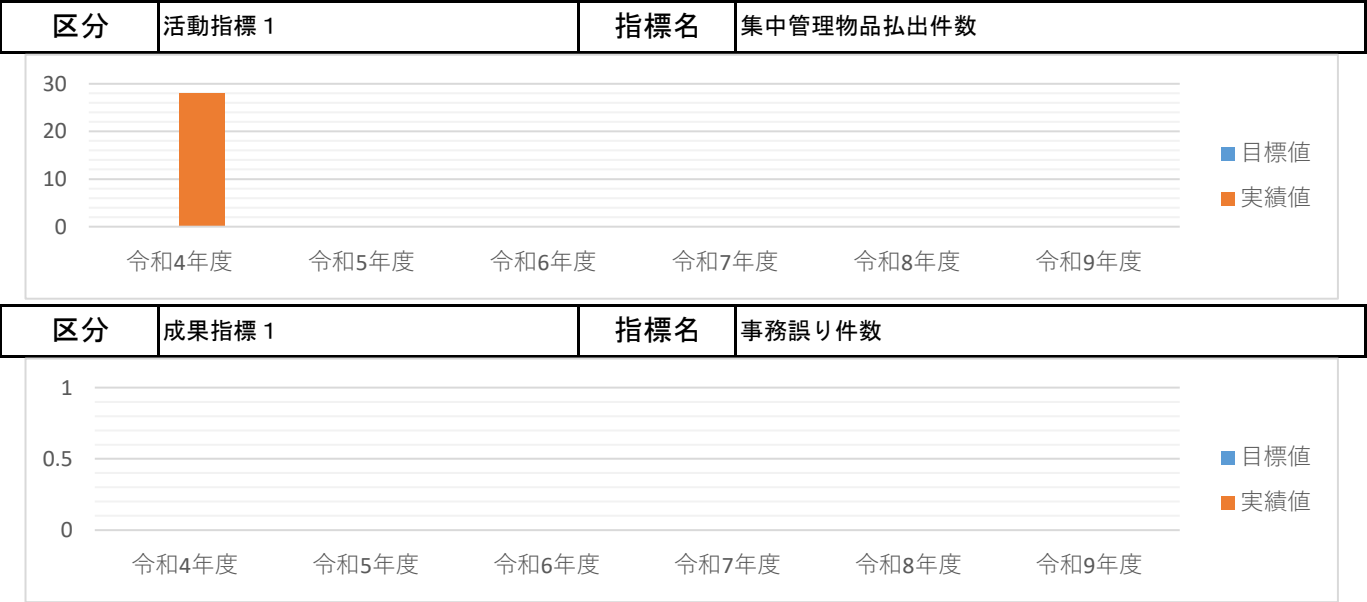 区分 活動指標１ 指標名 集中管理物品払出件数
30
20
10
0
令和4年度 令和5年度 令和6年度 令和7年度 令和8年度 令和9年度
目標値
実績値
区分 成果指標１ 指標名 事務誤り件数
1
0.5
0
令和4年度 令和5年度 令和6年度 令和7年度 令和8年度 令和9年度
目標値
実績値